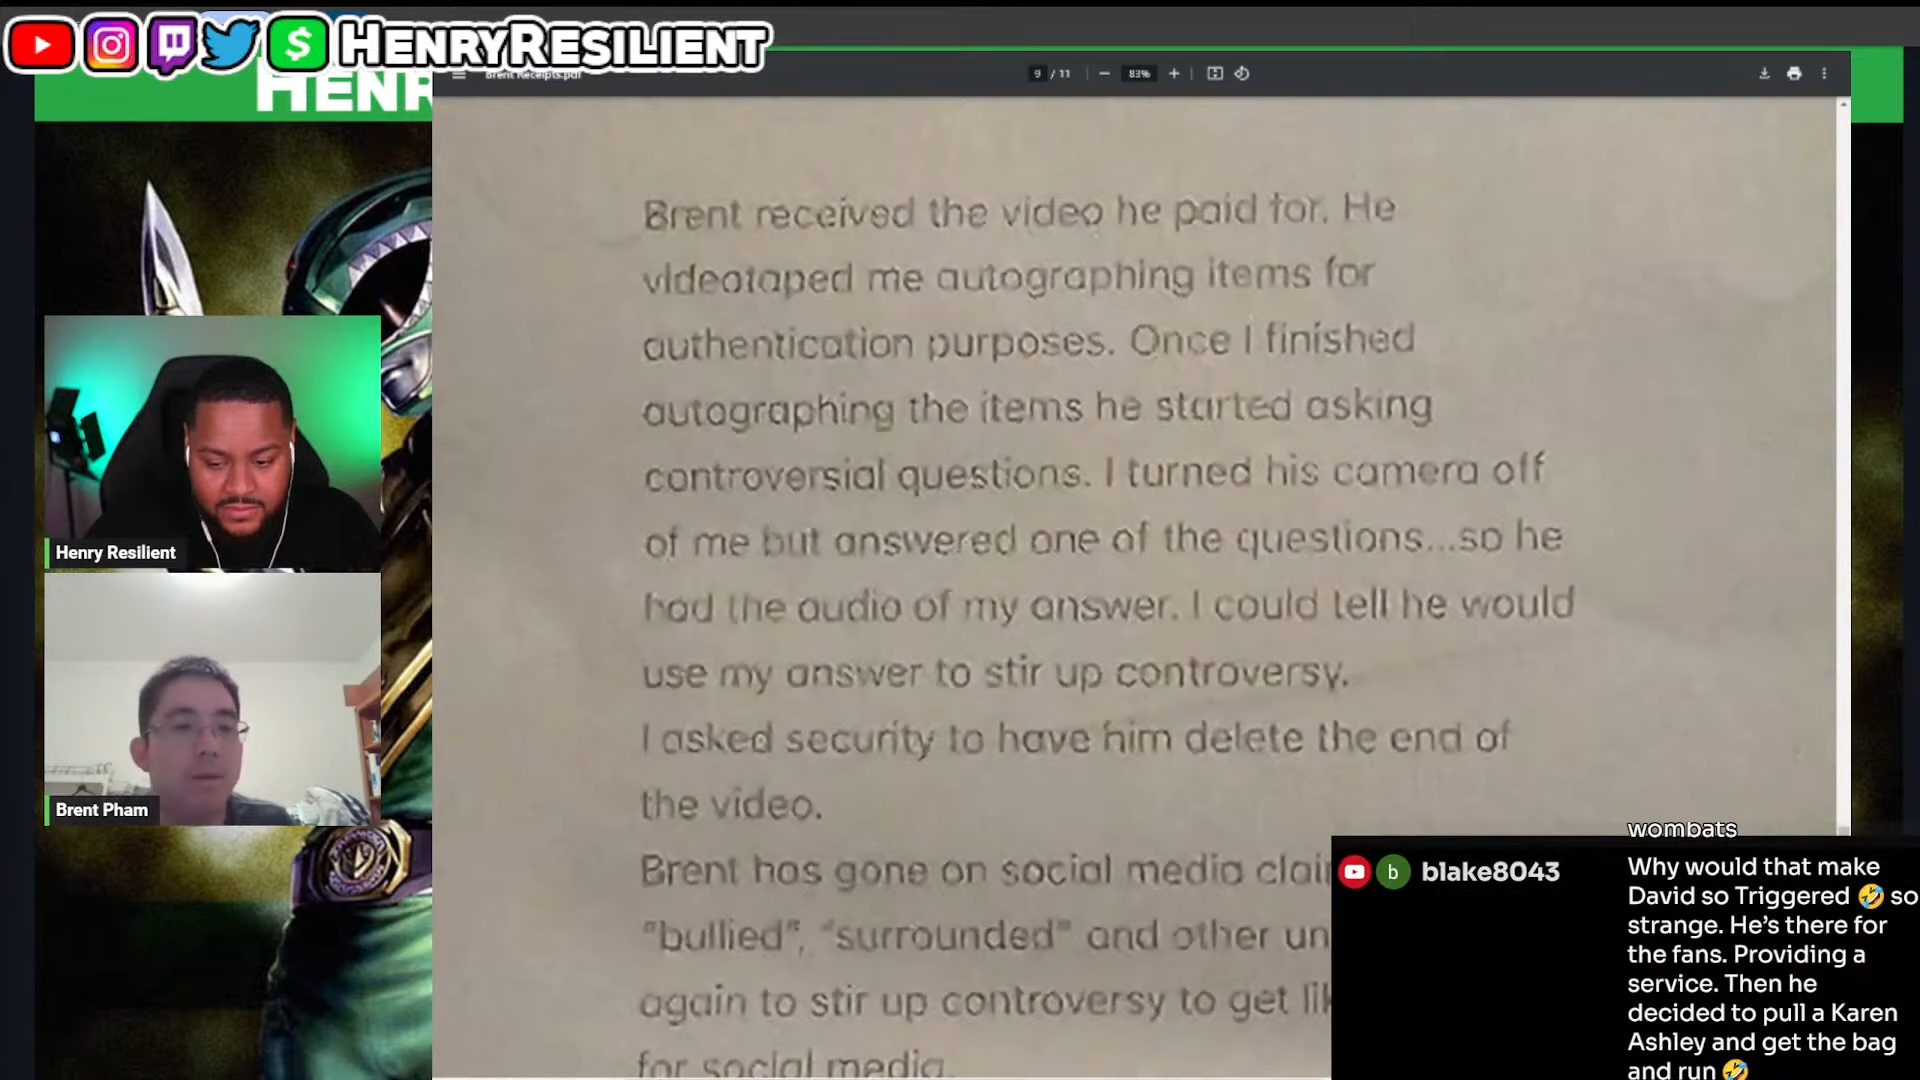 HENRYRESILIENT
HENR
Brent Receipts.pdf
9 / 11
83%
Brent received the video he paid for. He
videotaped me autographing items for
authentication purposes. Once I finished
autographing the items he started asking
controversial questions. I turned his camera off
of me but answered one of the questions...so he
had the audio of my answer. I could tell he would
use my answer to stir up controversy.
I asked security to have him delete the end of
the video.
Brent has gone on social media clai
"bullied", "surrounded" and other un
again to stir up controversy to get lik
for social media.
Henry Resilient
Brent Pham
wombats
b blake8043
Why would that make
David so Triggered 🤣 so
strange. He's there for
the fans. Providing a
service. Then he
decided to pull a Karen
Ashley and get the bag
and run 🤣